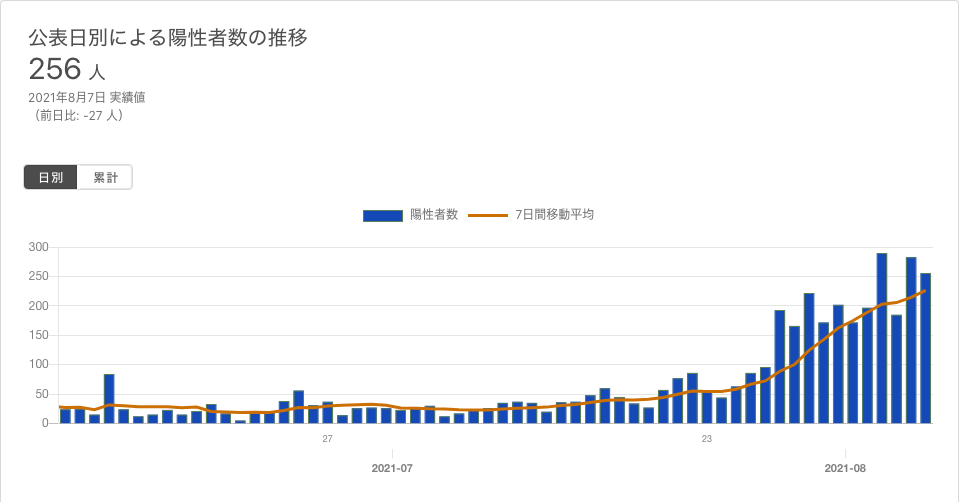 公表日別による陽性者数の推移
256 人
2021年8月7日 実績値
（前日比: -27 人）
日別 累計
陽性者数 7日間移動平均
300
250
200
150
100
50
0
27 23
2021-07 2021-08